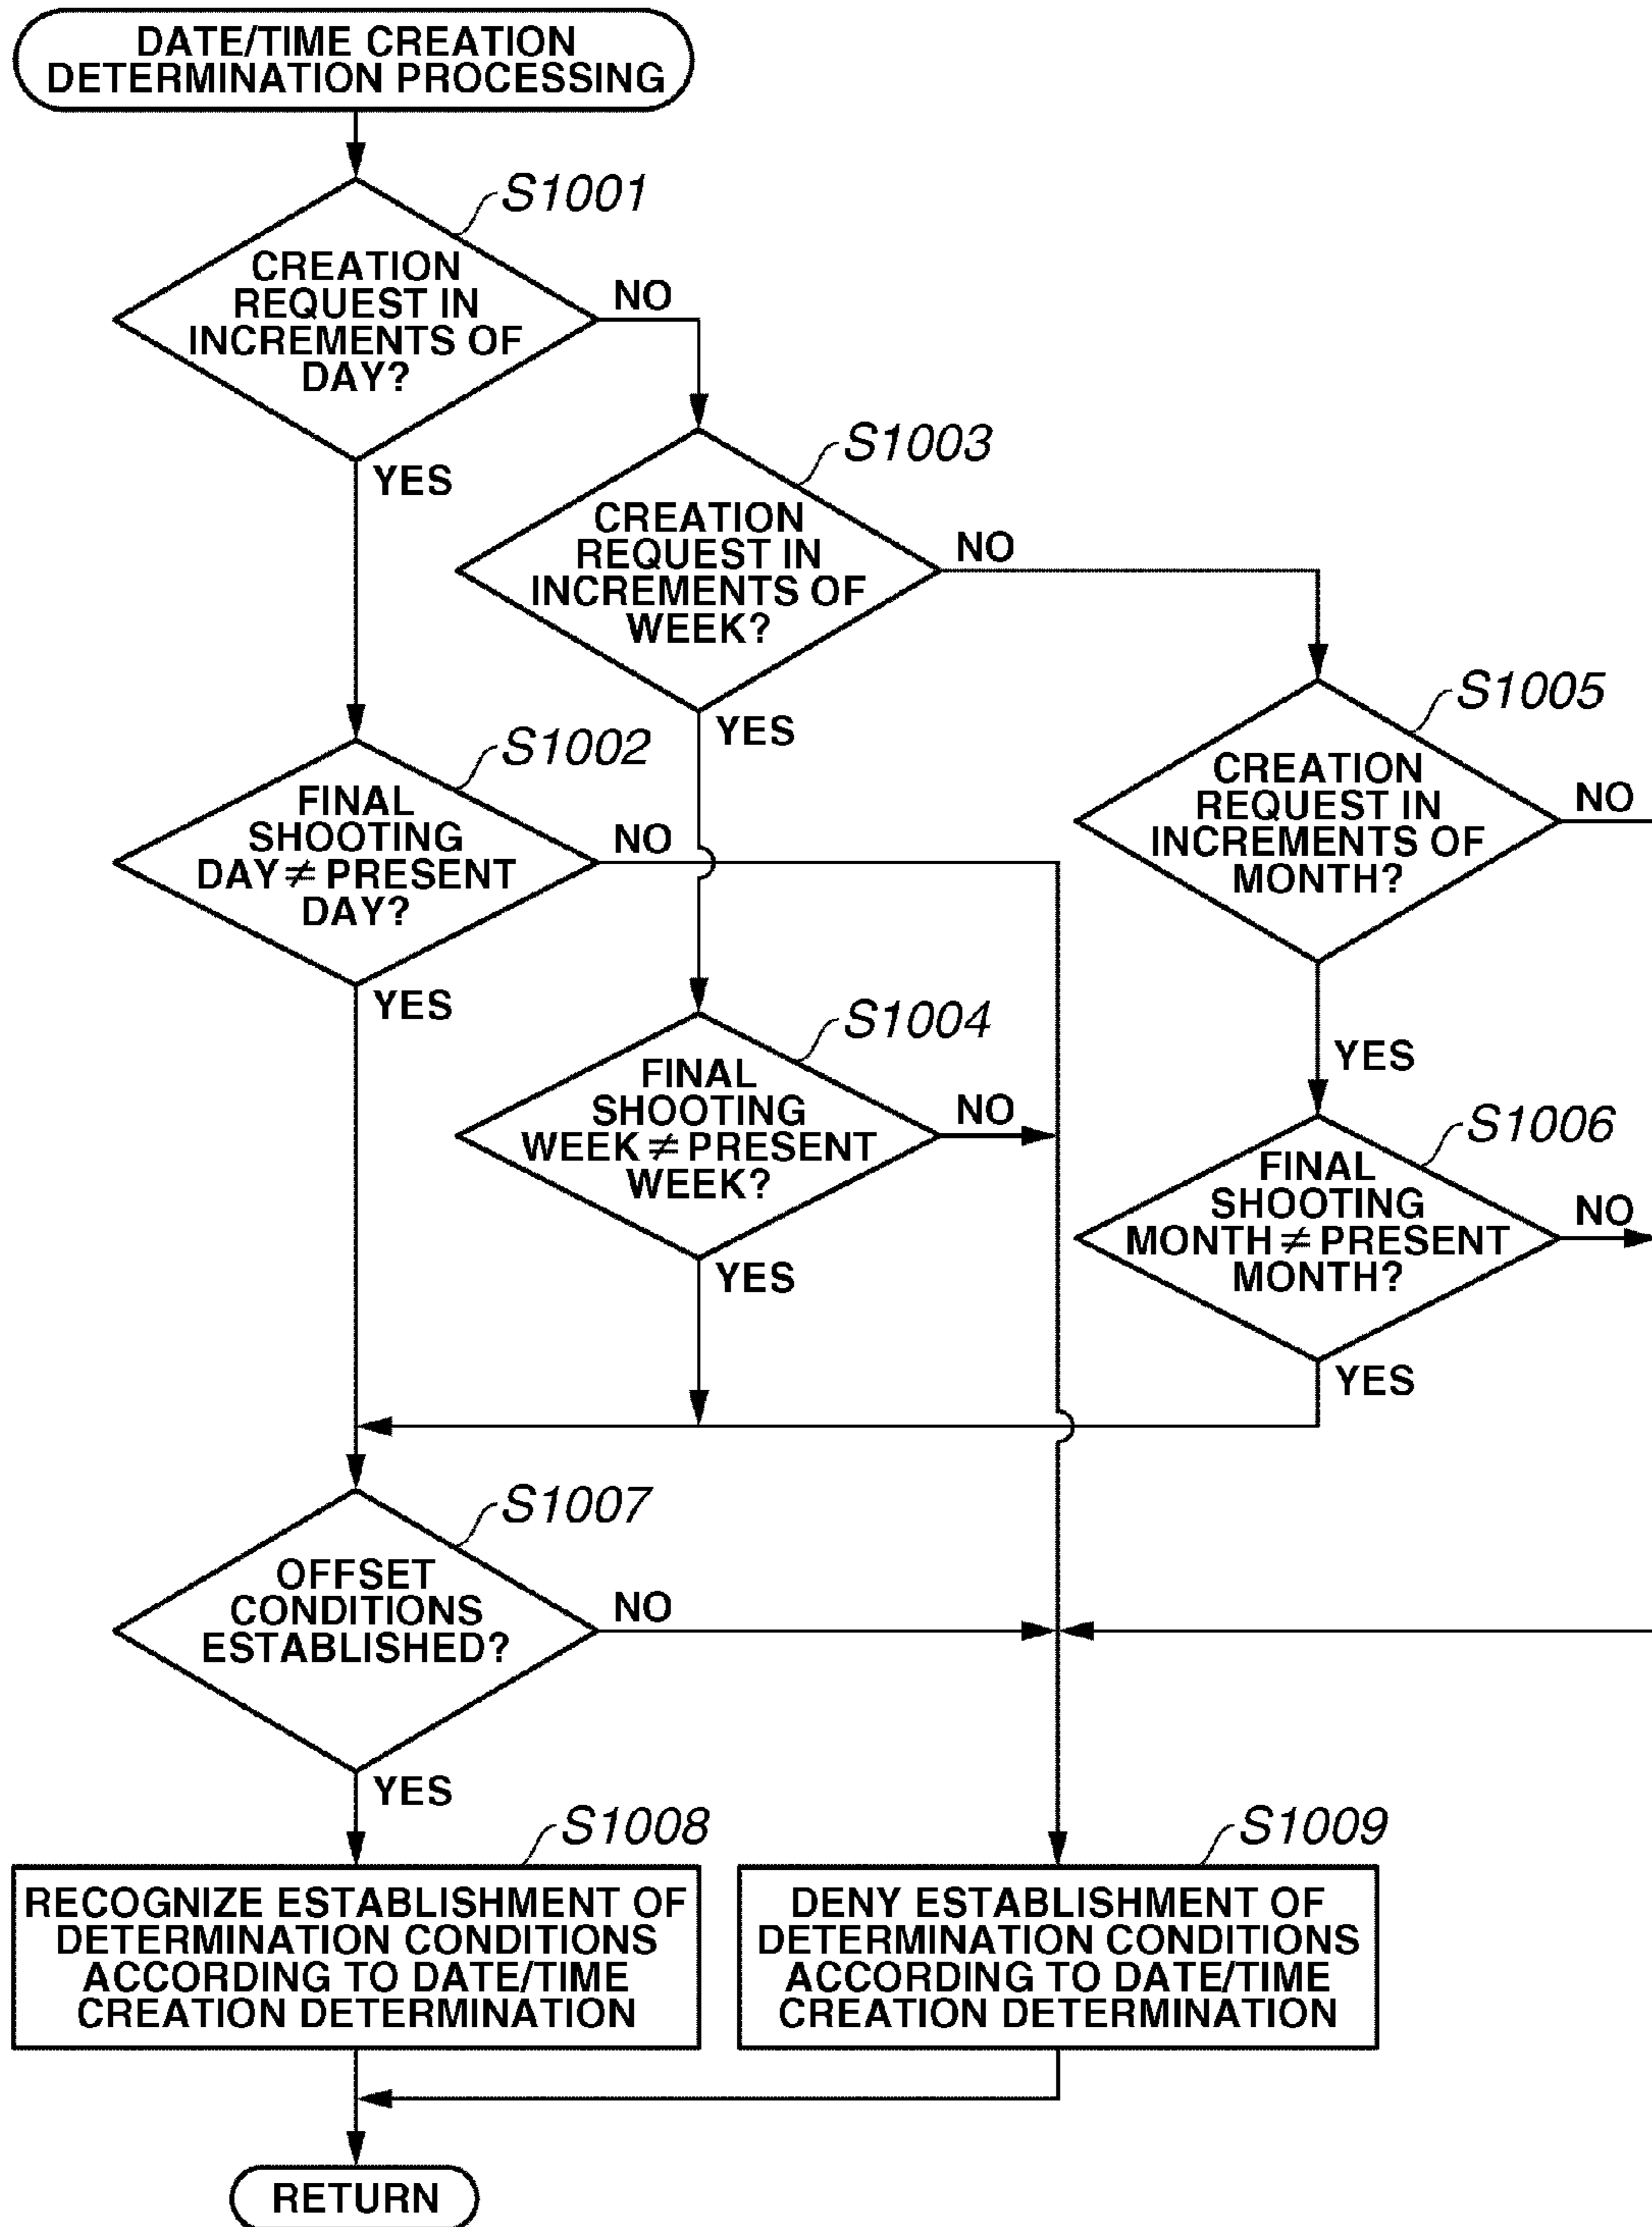 DATE/TIME CREATION
DETERMINATION PROCESSING
S1001
CREATION
REQUEST IN
INCREMENTS OF
DAY?
NO
YES
S1003
CREATION
REQUEST IN
INCREMENTS OF
WEEK?
NO
YES
S1005
CREATION
REQUEST IN
INCREMENTS OF
MONTH?
NO
YES
S1002
FINAL
SHOOTING
DAY ≠ PRESENT
DAY?
NO
YES
S1004
FINAL
SHOOTING
WEEK ≠ PRESENT
WEEK?
NO
YES
S1006
FINAL
SHOOTING
MONTH ≠ PRESENT
MONTH?
NO
YES
S1007
OFFSET
CONDITIONS
ESTABLISHED?
NO
YES
S1008
RECOGNIZE ESTABLISHMENT OF
DETERMINATION CONDITIONS
ACCORDING TO DATE/TIME
CREATION DETERMINATION
S1009
DENY ESTABLISHMENT OF
DETERMINATION CONDITIONS
ACCORDING TO DATE/TIME
CREATION DETERMINATION
RETURN